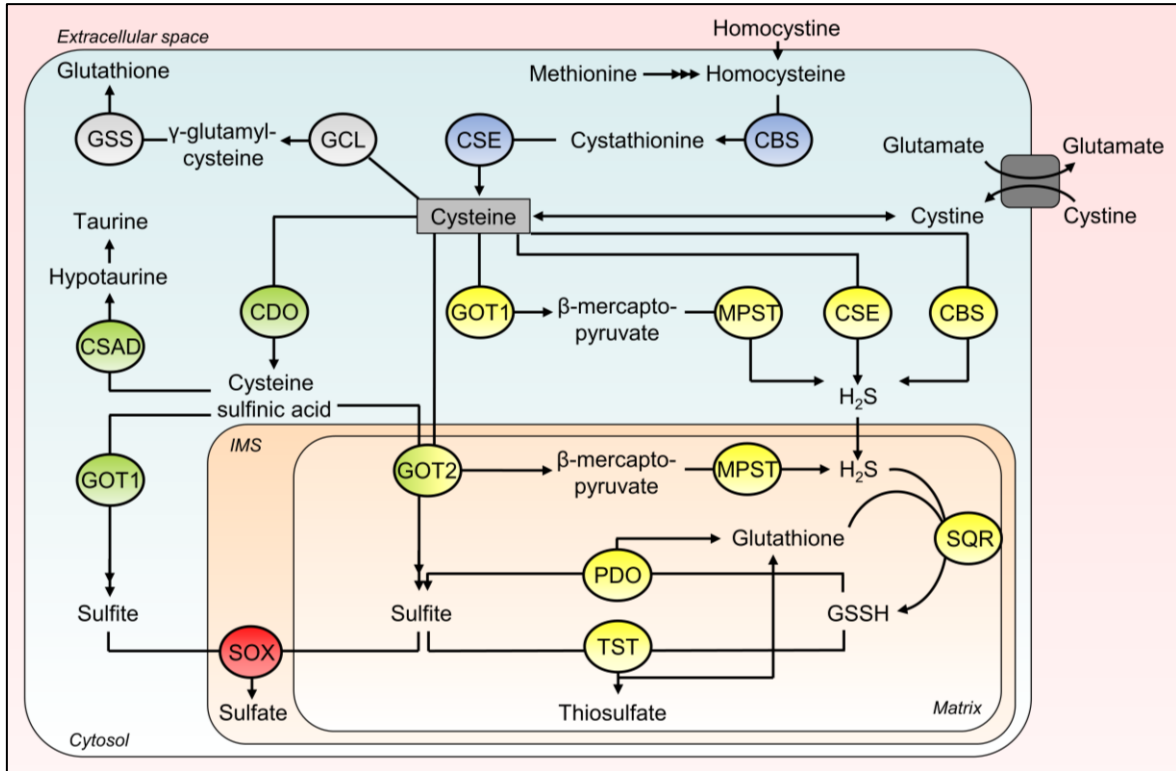 Extracellular space
Homocystine
Glutathione
Methionine
Homocysteine
GSS
γ-glutamyl-
cysteine
GCL
CSE
Cystathionine
CBS
Glutamate
Glutamate
Cysteine
Cystine
Cystine
Taurine
Hypotaurine
CDO
GOT1
β-mercapto-
pyruvate
MPST
CSE
CBS
CSAD
Cysteine
sulfinic acid
H₂S
IMS
GOT1
GOT2
β-mercapto-
pyruvate
MPST
H₂S
Glutathione
SQR
PDO
Sulfite
Sulfite
GSSH
SOX
TST
Sulfate
Thiosulfate
Matrix
Cytosol